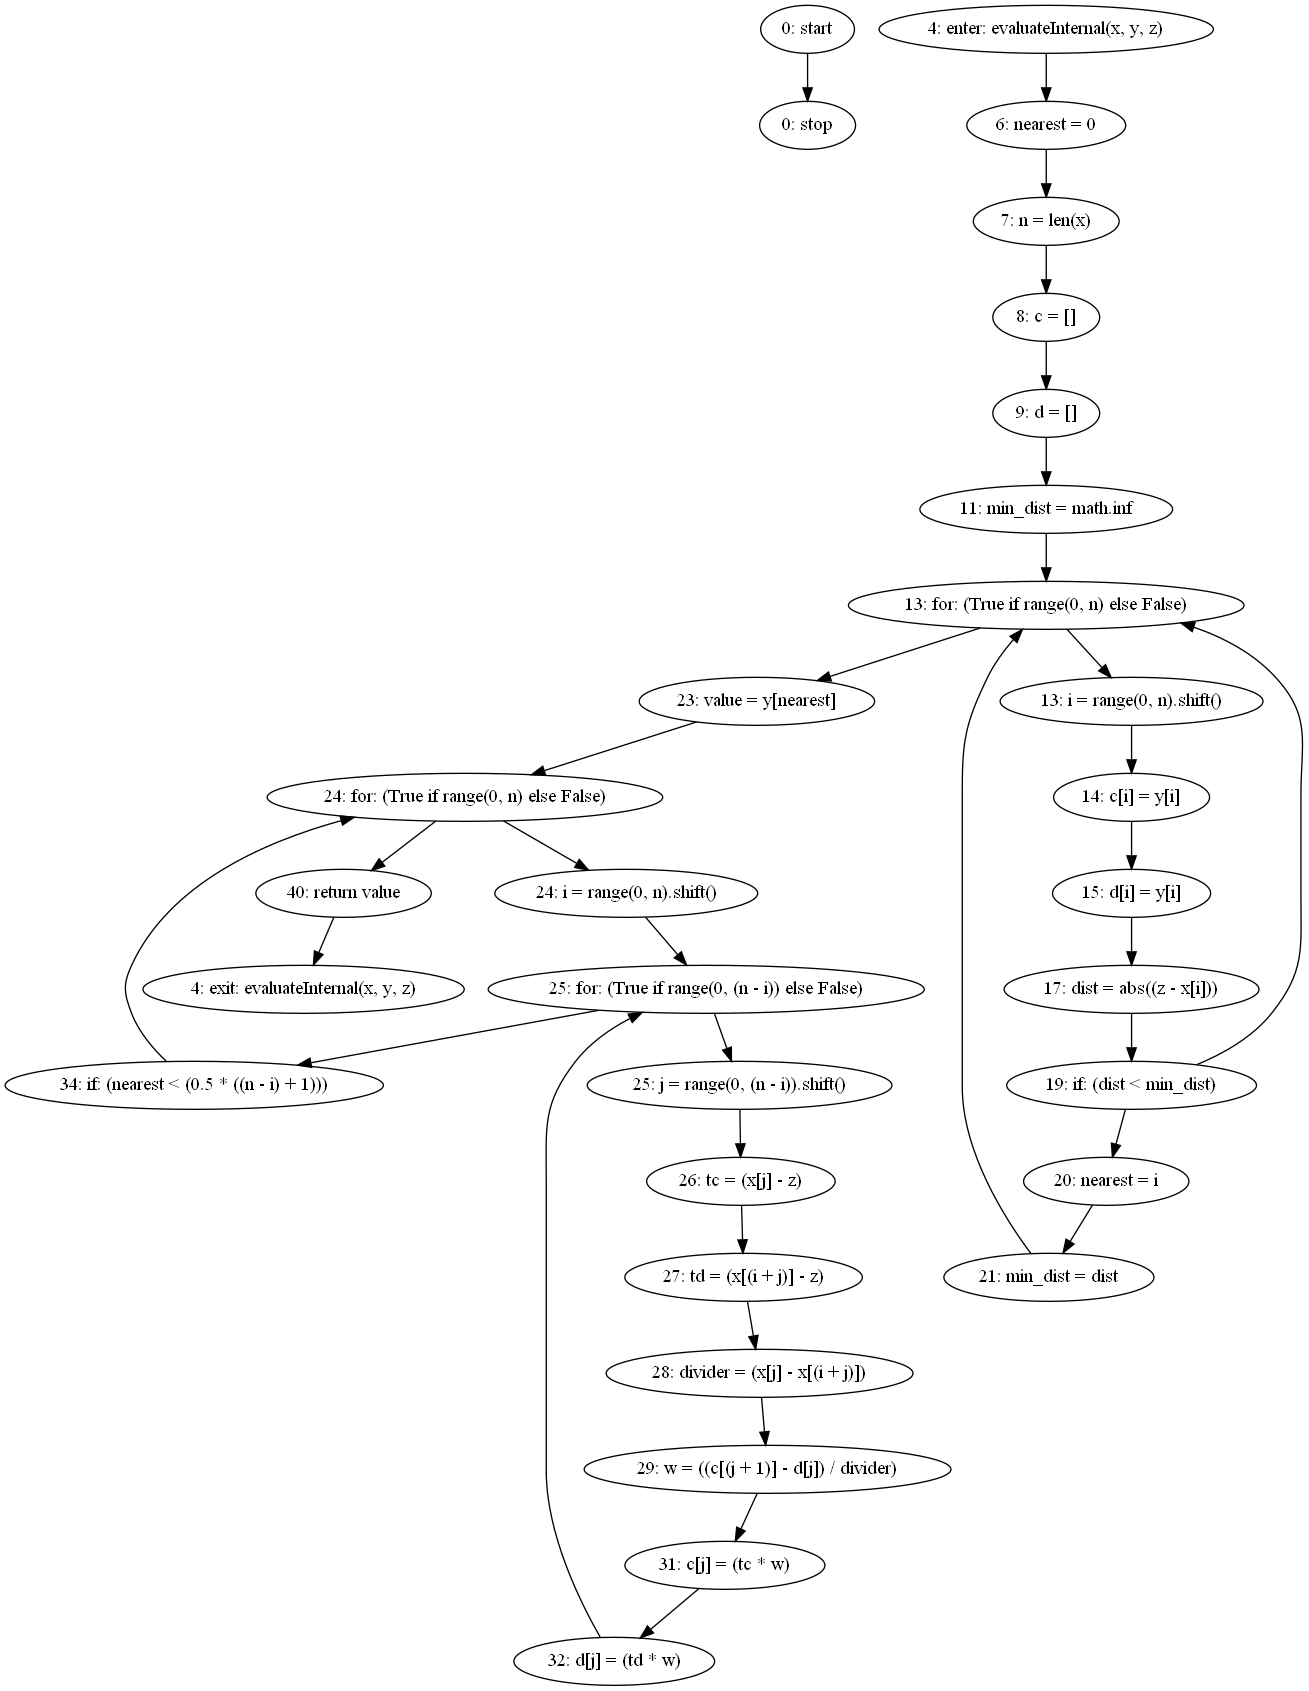 0: start
4: enter: evaluateInternal(x, y, z)
0: stop
6: nearest = 0
7: n = len(x)
8: c = []
9: d = []
11: min_dist = math.inf
13: for: (True if range(0, n) else False)
23: value = y[nearest]
13: i = range(0, n).shift()
24: for: (True if range(0, n) else False)
14: c[i] = y[i]
40: return value
24: i = range(0, n).shift()
15: d[i] = y[i]
4: exit: evaluateInternal(x, y, z)
25: for: (True if range(0, (n - i)) else False)
17: dist = abs((z - x[i]))
34: if: (nearest < (0.5 * ((n - i) + 1)))
25: j = range(0, (n - i)).shift()
19: if: (dist < min_dist)
26: tc = (x[j] - z)
20: nearest = i
27: td = (x[(i + j)] - z)
21: min_dist = dist
28: divider = (x[j] - x[(i + j)])
29: w = ((c[(j + 1)] - d[j]) / divider)
31: c[j] = (tc * w)
32: d[j] = (td * w)